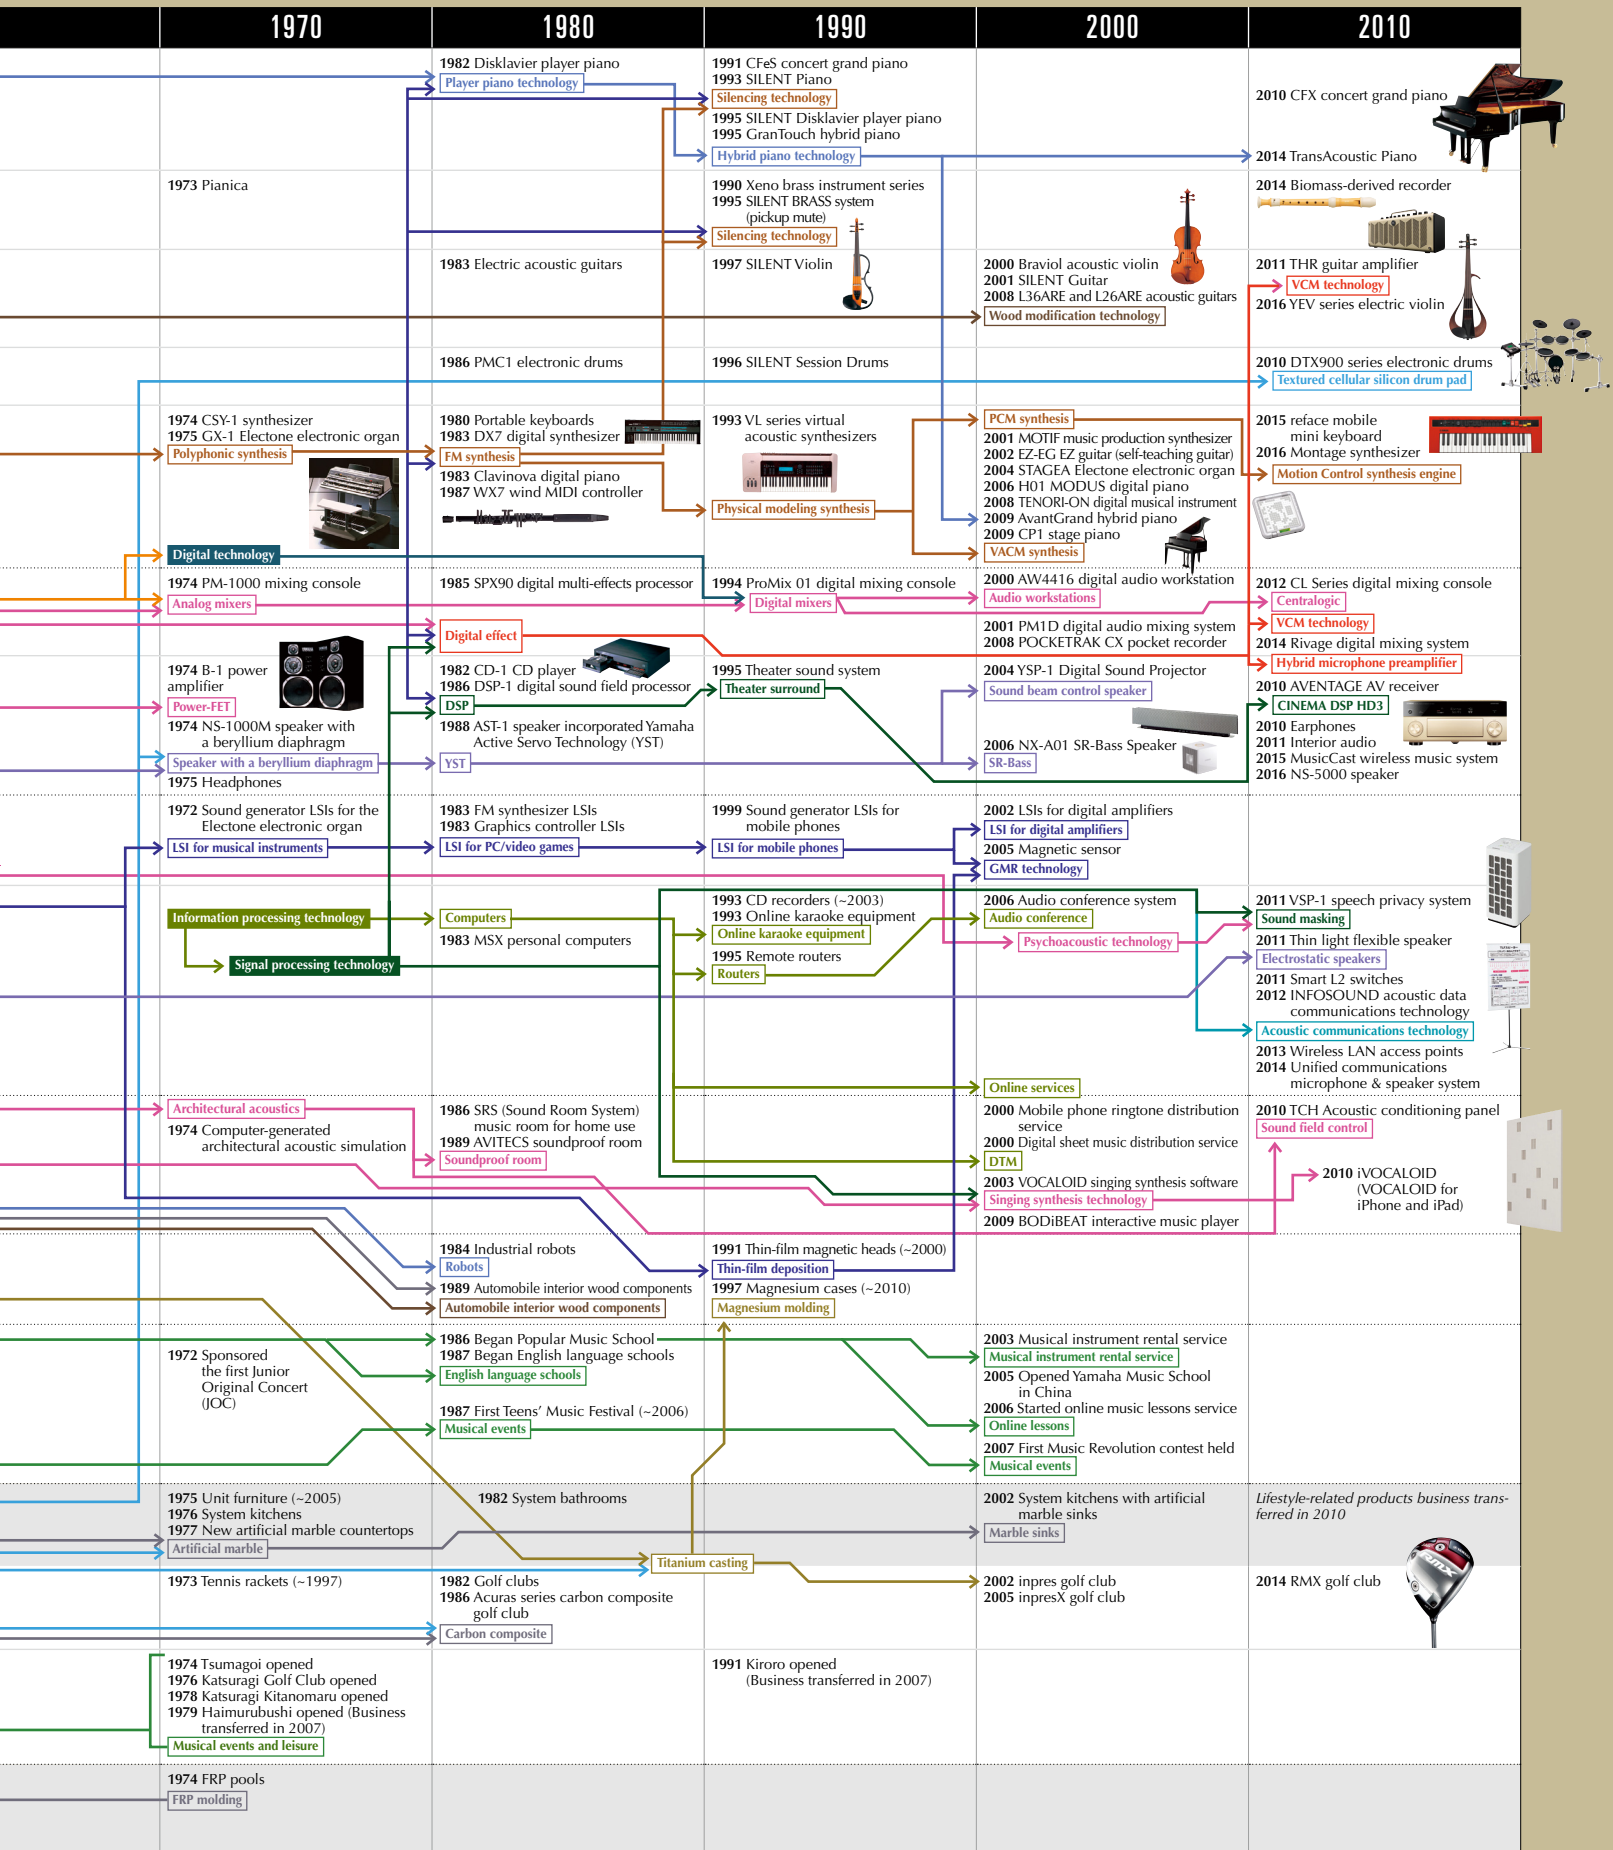 1970
1980
1990
2000
2010
1982 Disklavier player piano
Player piano technology
1991 CFeS concert grand piano
1993 SILENT Piano
Silencing technology
1995 SILENT Disklavier player piano
1995 GranTouch hybrid piano
Hybrid piano technology
2010 CFX concert grand piano
2014 TransAcoustic Piano
1973 Pianica
1990 Xeno brass instrument series
1995 SILENT BRASS system
(pickup mute)
Silencing technology
2014 Biomass-derived recorder
1983 Electric acoustic guitars
1997 SILENT Violin
2000 Braviol acoustic violin
2001 SILENT Guitar
2008 L36ARE and L26ARE acoustic guitars
Wood modification technology
2011 THR guitar amplifier
VCM technology
2016 YEV series electric violin
1986 PMC1 electronic drums
1996 SILENT Session Drums
2010 DTX900 series electronic drums
Textured cellular silicon drum pad
1974 CSY-1 synthesizer
1975 GX-1 Electone electronic organ
Polyphonic synthesis
Digital technology
1980 Portable keyboards
1983 DX7 digital synthesizer
FM synthesis
1983 Clavinova digital piano
1987 WX7 wind MIDI controller
1993 VL series virtual
acoustic synthesizers
Physical modeling synthesis
PCM synthesis
2001 MOTIF music production synthesizer
2002 EZ-EG EZ guitar (self-teaching guitar)
2004 STAGEA Electone electronic organ
2006 H01 MODUS digital piano
2008 TENORI-ON digital musical instrument
2009 AvantGrand hybrid piano
2009 CP1 stage piano
VACM synthesis
2015 reface mobile
mini keyboard
2016 Montage synthesizer
Motion Control synthesis engine
1974 PM-1000 mixing console
Analog mixers
1985 SPX90 digital multi-effects processor
Digital effect
1994 ProMix 01 digital mixing console
Digital mixers
2000 AW4416 digital audio workstation
Audio workstations
2001 PM1D digital audio mixing system
2008 POCKETRAK CX pocket recorder
2012 CL Series digital mixing console
Centralogic
VCM technology
2014 Rivage digital mixing system
Hybrid microphone preamplifier
1974 B-1 power
amplifier
Power-FET
1974 NS-1000M speaker with
a beryllium diaphragm
Speaker with a beryllium diaphragm
1975 Headphones
1982 CD-1 CD player
1986 DSP-1 digital sound field processor
DSP
1988 AST-1 speaker incorporated Yamaha
Active Servo Technology (YST)
YST
1995 Theater sound system
Theater surround
2004 YSP-1 Digital Sound Projector
Sound beam control speaker
2006 NX-A01 SR-Bass Speaker
SR-Bass
2010 AVENTAGE AV receiver
CINEMA DSP HD3
2010 Earphones
2011 Interior audio
2015 MusicCast wireless music system
2016 NS-5000 speaker
1972 Sound generator LSIs for the
Electone electronic organ
LSI for musical instruments
1983 FM synthesizer LSIs
1983 Graphics controller LSIs
LSI for PC/video games
1999 Sound generator LSIs for
mobile phones
LSI for mobile phones
2002 LSIs for digital amplifiers
LSI for digital amplifiers
2005 Magnetic sensor
GMR technology
Information processing technology
Signal processing technology
Computers
1983 MSX personal computers
1993 CD recorders (~2003)
1993 Online karaoke equipment
Online karaoke equipment
1995 Remote routers
Routers
2006 Audio conference system
Audio conference
Psychoacoustic technology
Online services
2011 VSP-1 speech privacy system
Sound masking
2011 Thin light flexible speaker
Electrostatic speakers
2011 Smart L2 switches
2012 INFOSOUND acoustic data
communications technology
Acoustic communications technology
2013 Wireless LAN access points
2014 Unified communications
microphone & speaker system
Architectural acoustics
1974 Computer-generated
architectural acoustic simulation
1986 SRS (Sound Room System)
music room for home use
1989 AVITECS soundproof room
Soundproof room
2000 Mobile phone ringtone distribution
service
2000 Digital sheet music distribution service
DTM
2003 VOCALOID singing synthesis software
Singing synthesis technology
2009 BODiBEAT interactive music player
2010 TCH Acoustic conditioning panel
Sound field control
2010 iVOCALOID
(VOCALOID for
iPhone and iPad)
1984 Industrial robots
Robots
1989 Automobile interior wood components
Automobile interior wood components
1991 Thin-film magnetic heads (~2000)
Thin-film deposition
1997 Magnesium cases (~2010)
Magnesium molding
1972 Sponsored
the first Junior
Original Concert
(JOC)
1986 Began Popular Music School
1987 Began English language schools
English language schools
1987 First Teens' Music Festival (~2006)
Musical events
2003 Musical instrument rental service
Musical instrument rental service
2005 Opened Yamaha Music School
in China
2006 Started online music lessons service
Online lessons
2007 First Music Revolution contest held
Musical events
1975 Unit furniture (~2005)
1976 System kitchens
1977 New artificial marble countertops
Artificial marble
1982 System bathrooms
2002 System kitchens with artificial
marble sinks
Marble sinks
Lifestyle-related products business trans-
ferred in 2010
Titanium casting
1973 Tennis rackets (~1997)
1982 Golf clubs
1986 Acuras series carbon composite
golf club
Carbon composite
2002 inpres golf club
2005 inpresX golf club
2014 RMX golf club
RMX
1974 Tsumagoi opened
1976 Katsuragi Golf Club opened
1978 Katsuragi Kitanomaru opened
1979 Haimurubushi opened (Business
transferred in 2007)
Musical events and leisure
1991 Kiroro opened
(Business transferred in 2007)
1974 FRP pools
FRP molding